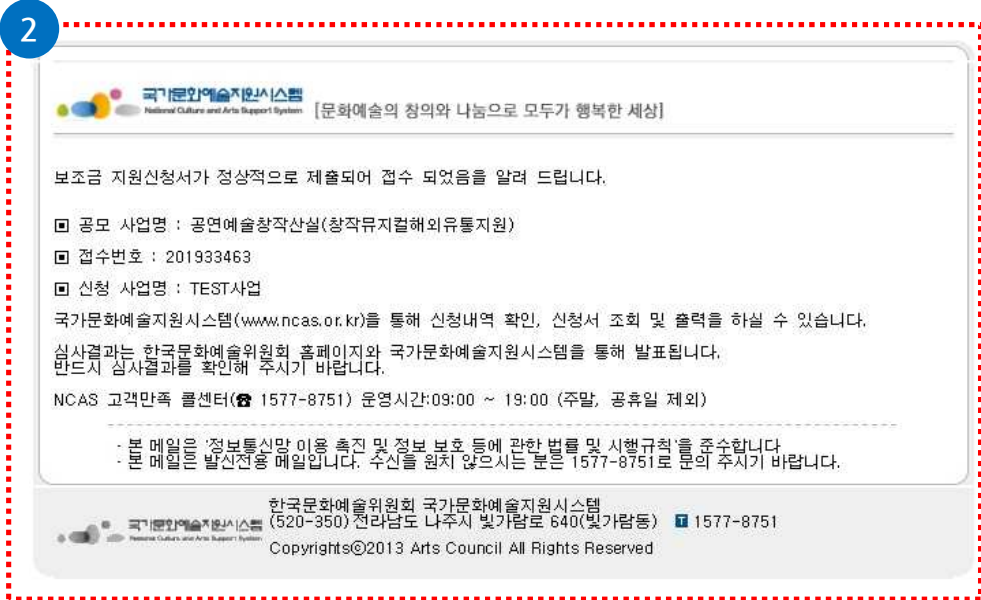 2
국가문화예술지원시스템
National Culture and Arts Support System
[문화예술의 창의와 나눔으로 모두가 행복한 세상]
보조금 지원신청서가 정상적으로 제출되어 접수 되었음을 알려 드립니다.
▣ 공모 사업명 : 공연예술창작산실(창작뮤지컬해외유통지원)
▣ 접수번호 : 201933463
▣ 신청 사업명 : TEST사업
국가문화예술지원시스템(www.ncas.or.kr)을 통해 신청내역 확인, 신청서 조회 및 출력을 하실 수 있습니다.
심사결과는 한국문화예술위원회 홈페이지와 국가문화예술지원시스템을 통해 발표됩니다.
반드시 심사결과를 확인해 주시기 바랍니다.
NCAS 고객만족 콜센터(☎ 1577-8751) 운영시간:09:00 ~ 19:00 (주말, 공휴일 제외)
· 본 메일은 '정보통신망 이용 촉진 및 정보 보호 등에 관한 법률 및 시행규칙'을 준수합니다
· 본 메일은 발신전용 메일입니다. 수신을 원치 않으시는 분은 1577-8751로 문의 주시기 바랍니다.
국가문화예술지원시스템
National Culture and Arts Support System
한국문화예술위원회 국가문화예술지원시스템
(520-350) 전라남도 나주시 빛가람로 640(빛가람동) T 1577-8751
Copyrightsⓒ2013 Arts Council All Rights Reserved